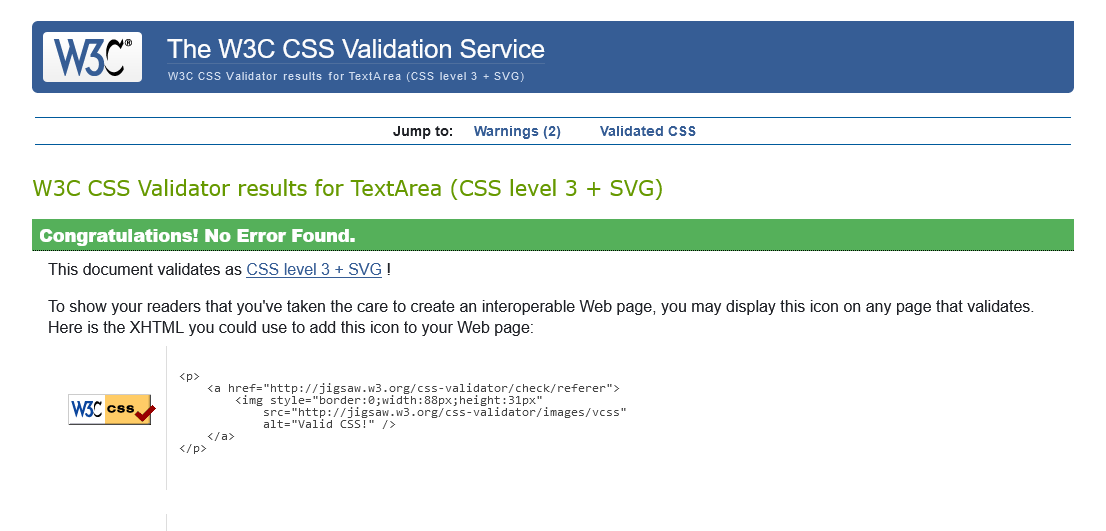 W3C®
The W3C CSS Validation Service
W3C CSS Validator results for TextArea (CSS level 3 + SVG)
Jump to: Warnings (2) Validated CSS
W3C CSS Validator results for TextArea (CSS level 3 + SVG)
Congratulations! No Error Found.
This document validates as CSS level 3 + SVG !
To show your readers that you've taken the care to create an interoperable Web page, you may display this icon on any page that validates.
Here is the XHTML you could use to add this icon to your Web page:
W3C css
<p>
    <a href="http://jigsaw.w3.org/css-validator/check/referer">
        <img style="border:0;width:88px;height:31px"
            src="http://jigsaw.w3.org/css-validator/images/vcss"
            alt="Valid CSS!" />
    </a>
</p>